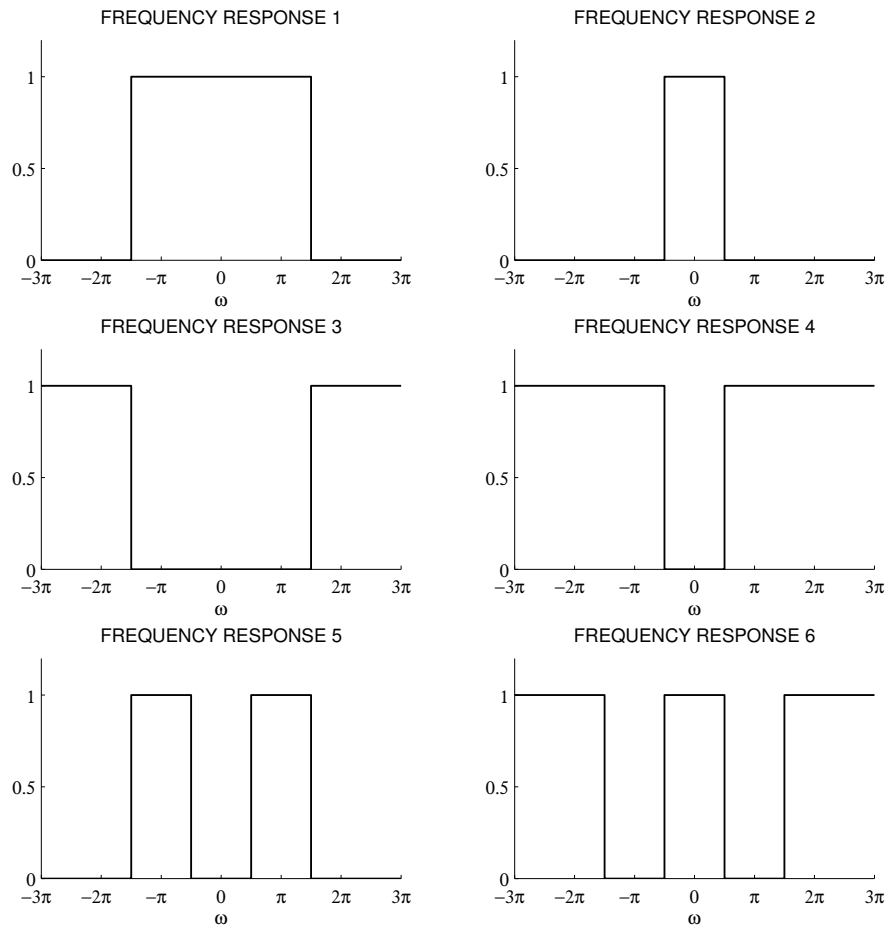 FREQUENCY RESPONSE 1
1
0.5
0
−3π −2π −π 0 π 2π 3π
ω
FREQUENCY RESPONSE 2
1
0.5
0
−3π −2π −π 0 π 2π 3π
ω
FREQUENCY RESPONSE 3
1
0.5
0
−3π −2π −π 0 π 2π 3π
ω
FREQUENCY RESPONSE 4
1
0.5
0
−3π −2π −π 0 π 2π 3π
ω
FREQUENCY RESPONSE 5
1
0.5
0
−3π −2π −π 0 π 2π 3π
ω
FREQUENCY RESPONSE 6
1
0.5
0
−3π −2π −π 0 π 2π 3π
ω